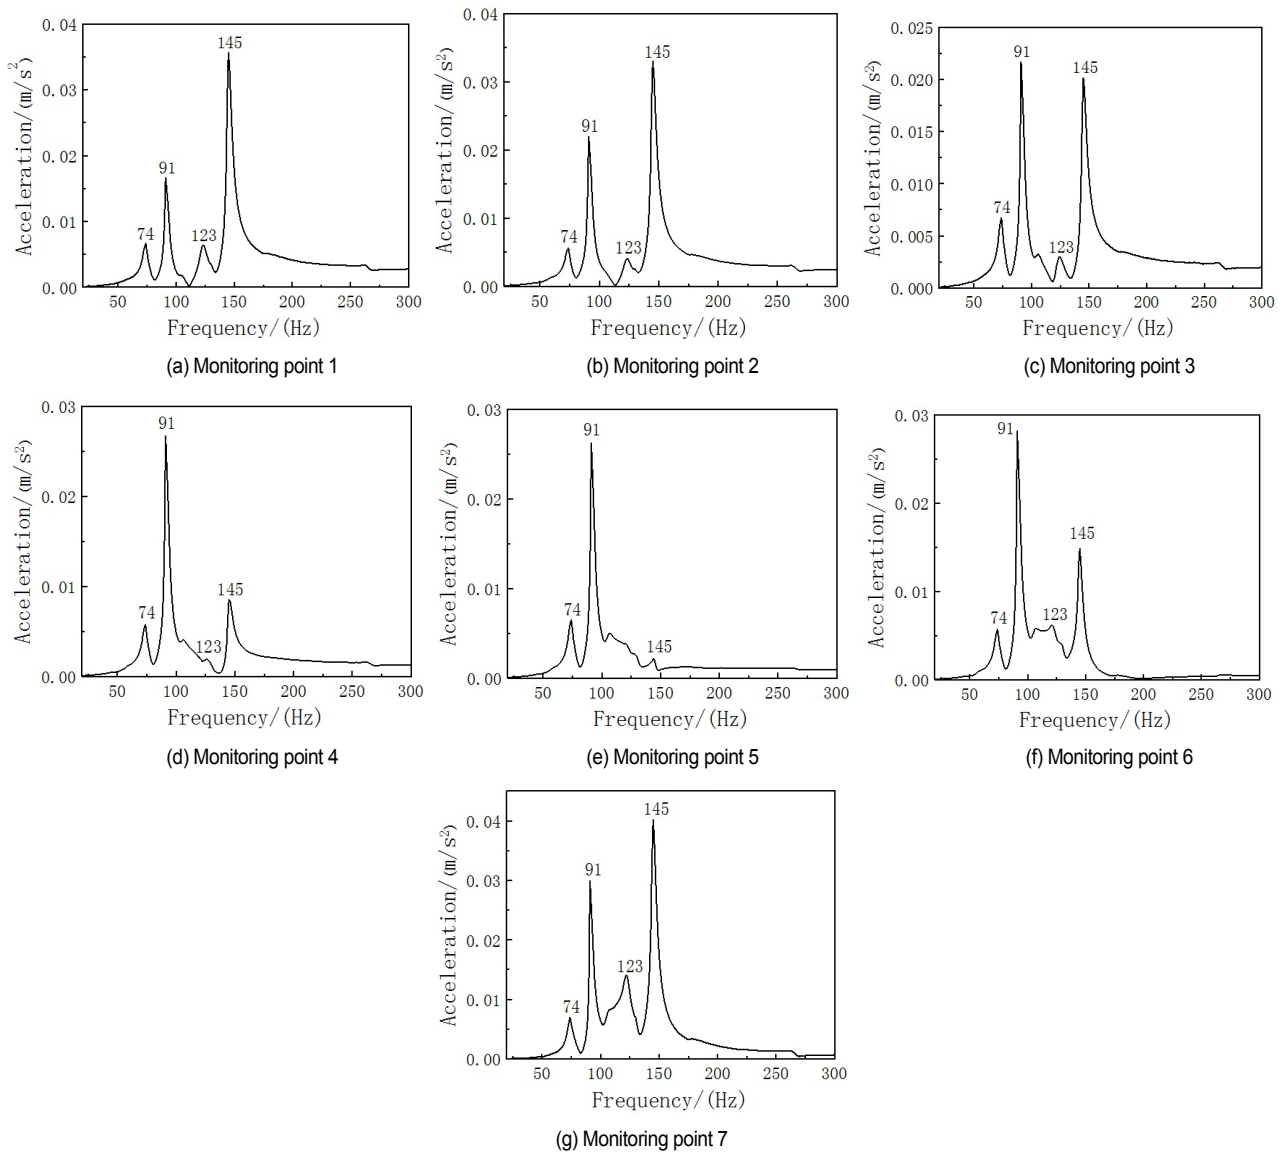 0.04
0.03
0.02
0.01
0.00
Acceleration/(m/s²)
74
91
123
145
50 100 150 200 250 300
Frequency/(Hz)
(a) Monitoring point 1
0.04
0.03
0.02
0.01
0.00
Acceleration/(m/s²)
74
91
123
145
50 100 150 200 250 300
Frequency/(Hz)
(b) Monitoring point 2
0.025
0.020
0.015
0.010
0.005
0.000
Acceleration/(m/s²)
74
91
123
145
50 100 150 200 250 300
Frequency/(Hz)
(c) Monitoring point 3
0.03
0.02
0.01
0.00
Acceleration/(m/s²)
74
91
123
145
50 100 150 200 250 300
Frequency/(Hz)
(d) Monitoring point 4
0.03
0.02
0.01
0.00
Acceleration/(m/s²)
74
91
145
50 100 150 200 250 300
Frequency/(Hz)
(e) Monitoring point 5
0.03
0.02
0.01
0.00
Acceleration/(m/s²)
74
91
123
145
50 100 150 200 250 300
Frequency/(Hz)
(f) Monitoring point 6
0.04
0.03
0.02
0.01
0.00
Acceleration/(m/s²)
74
91
123
145
50 100 150 200 250 300
Frequency/(Hz)
(g) Monitoring point 7